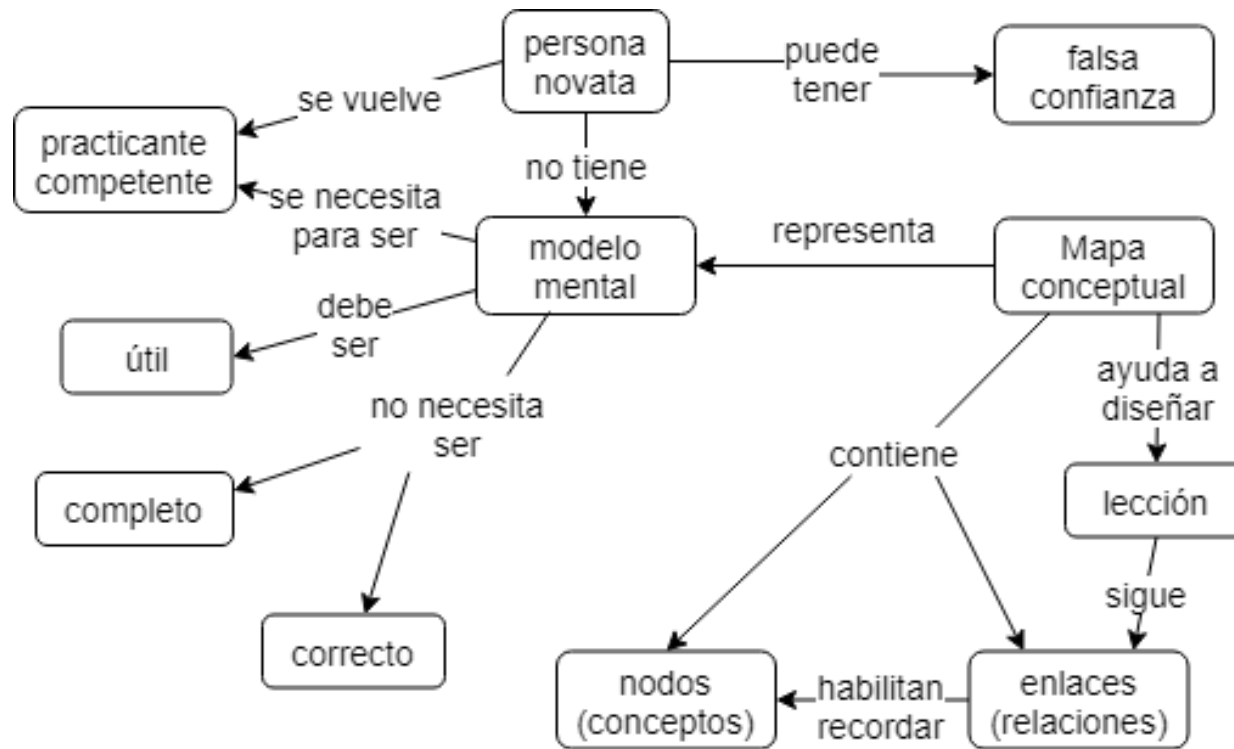 persona
novata
puede
tener
falsa
confianza
se vuelve
practicante
competente
no tiene
se necesita
para ser
modelo
mental
representa
Mapa
conceptual
debe
ser
útil
ayuda a
diseñar
no necesita
ser
contiene
completo
lección
sigue
correcto
nodos
(conceptos)
habilitan
recordar
enlaces
(relaciones)